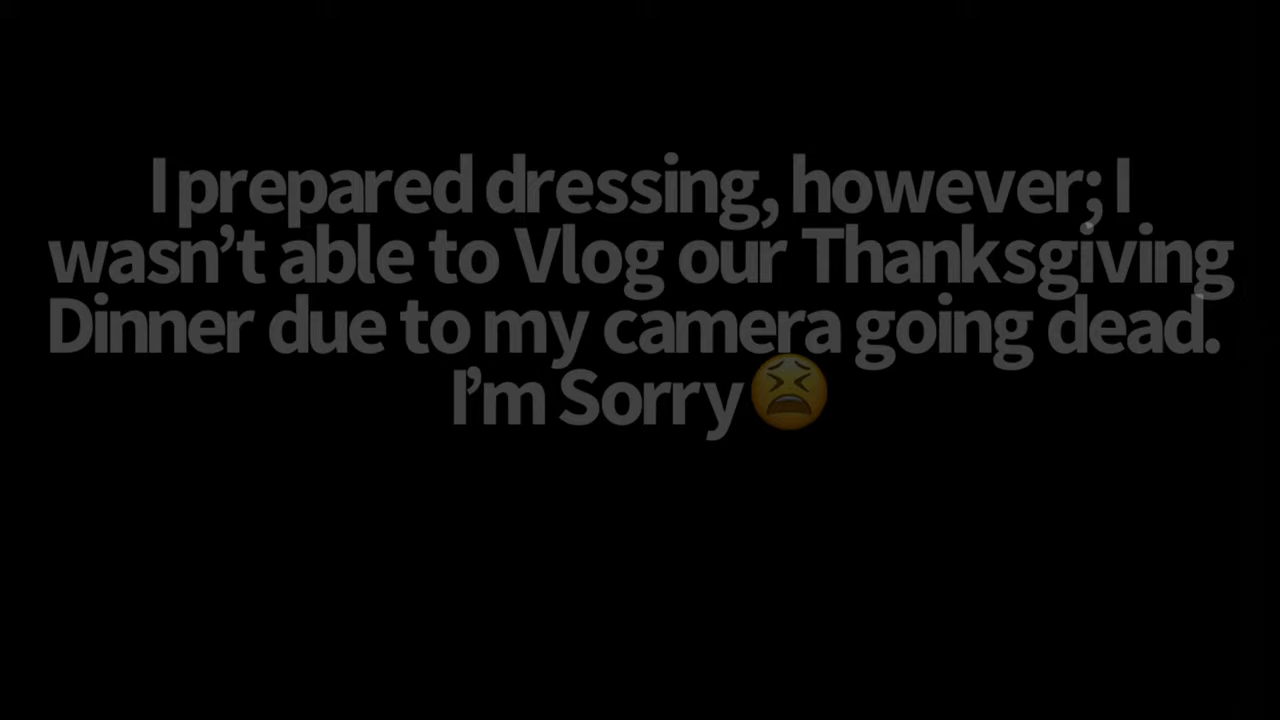 I prepared dressing, however; I
wasn’t able to Vlog our Thanksgiving
Dinner due to my camera going dead.
I’m Sorry 😫